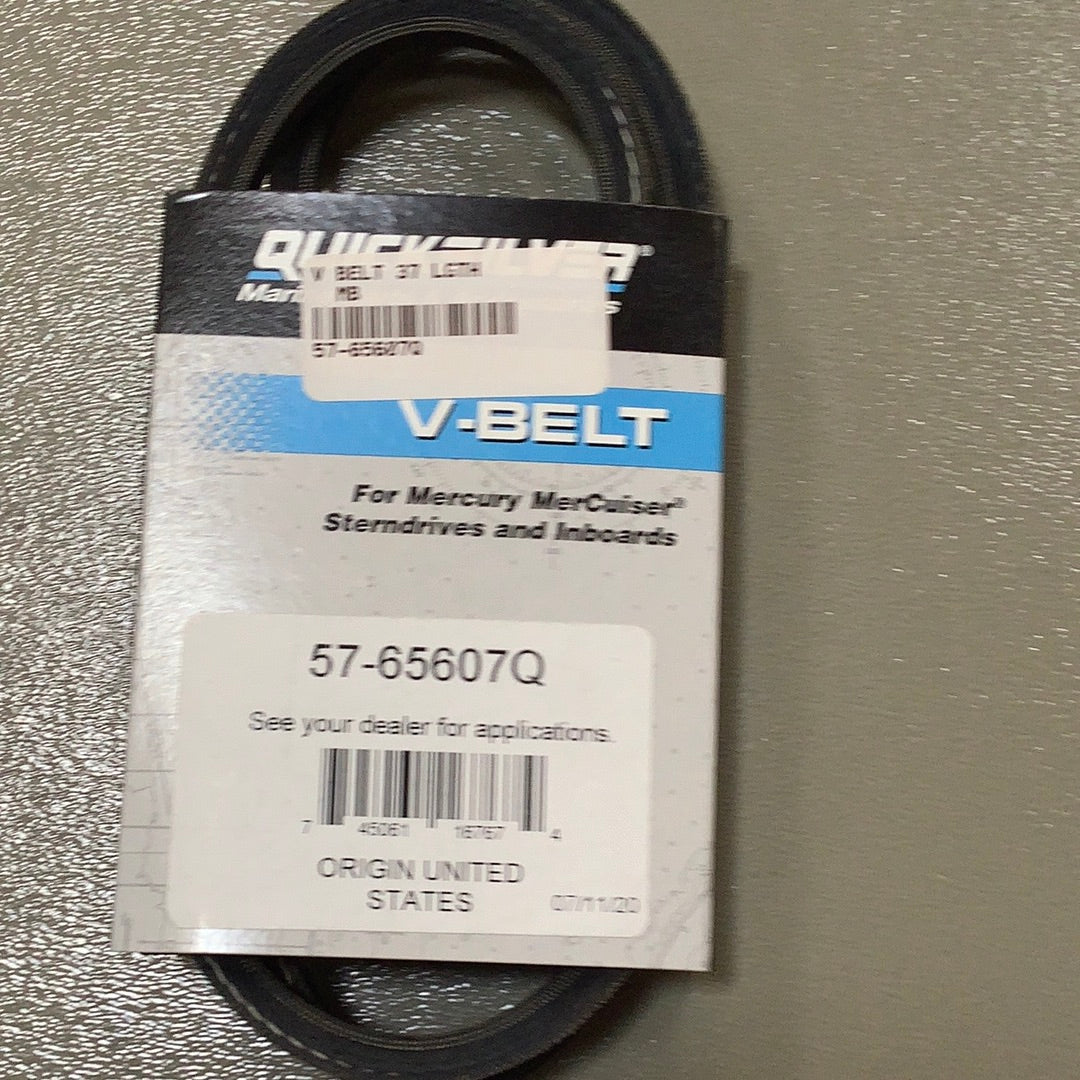 QUICKSILVER®
V BELT 37 LGTH
MB
57-65607Q
V-BELT
For Mercury MerCuiser®
Sterndrives and Inboards
57-65607Q
See your dealer for applications.
7 45061 16767 4
ORIGIN UNITED
STATES
07/11/20